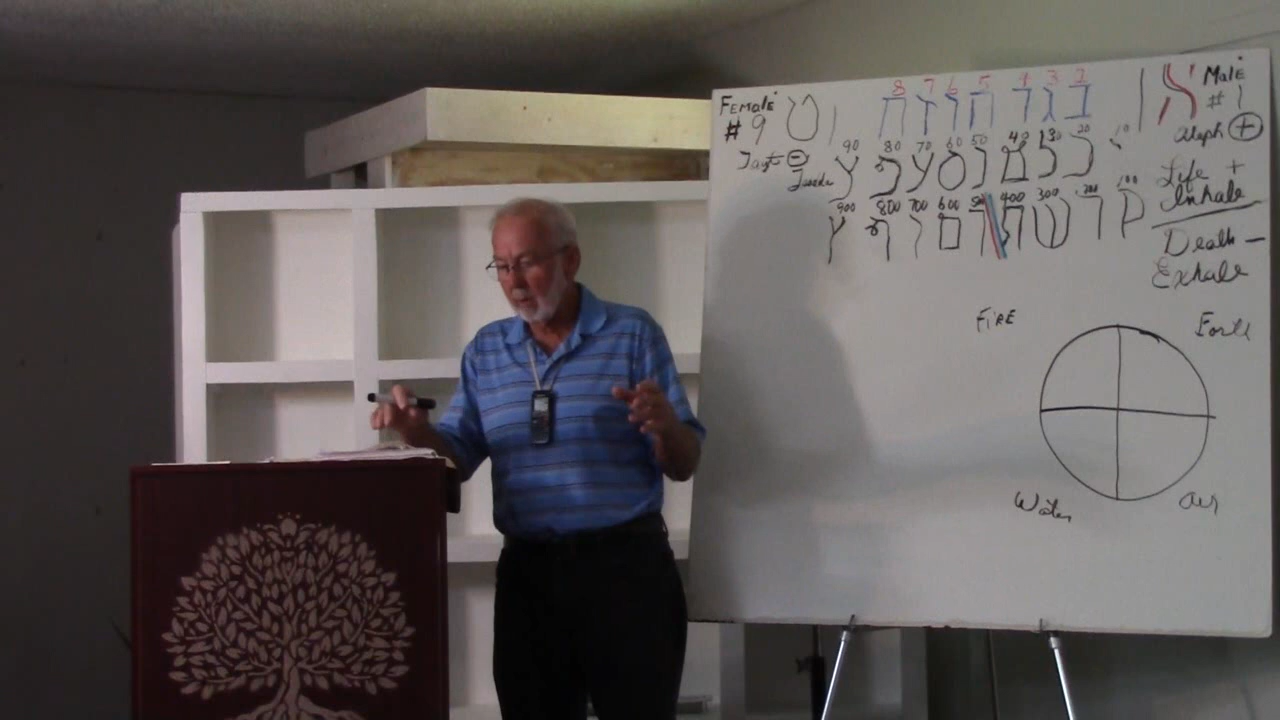 Female 8 7 6 5 4 3 2 Male
# 9 ט ח ז ו ה ד ג ב א # 1
Tayt ⊖ 90 80 70 60 50 40 30 20 10 Aleph ⊕
צ פ ע ס נ מ ל כ י
900 800 700 600 500 400 300 200 100
ץ ף ן ם ך ת ש ר ק
Life +
Inhale
Death −
Exhale
FiRE Earth
Water air